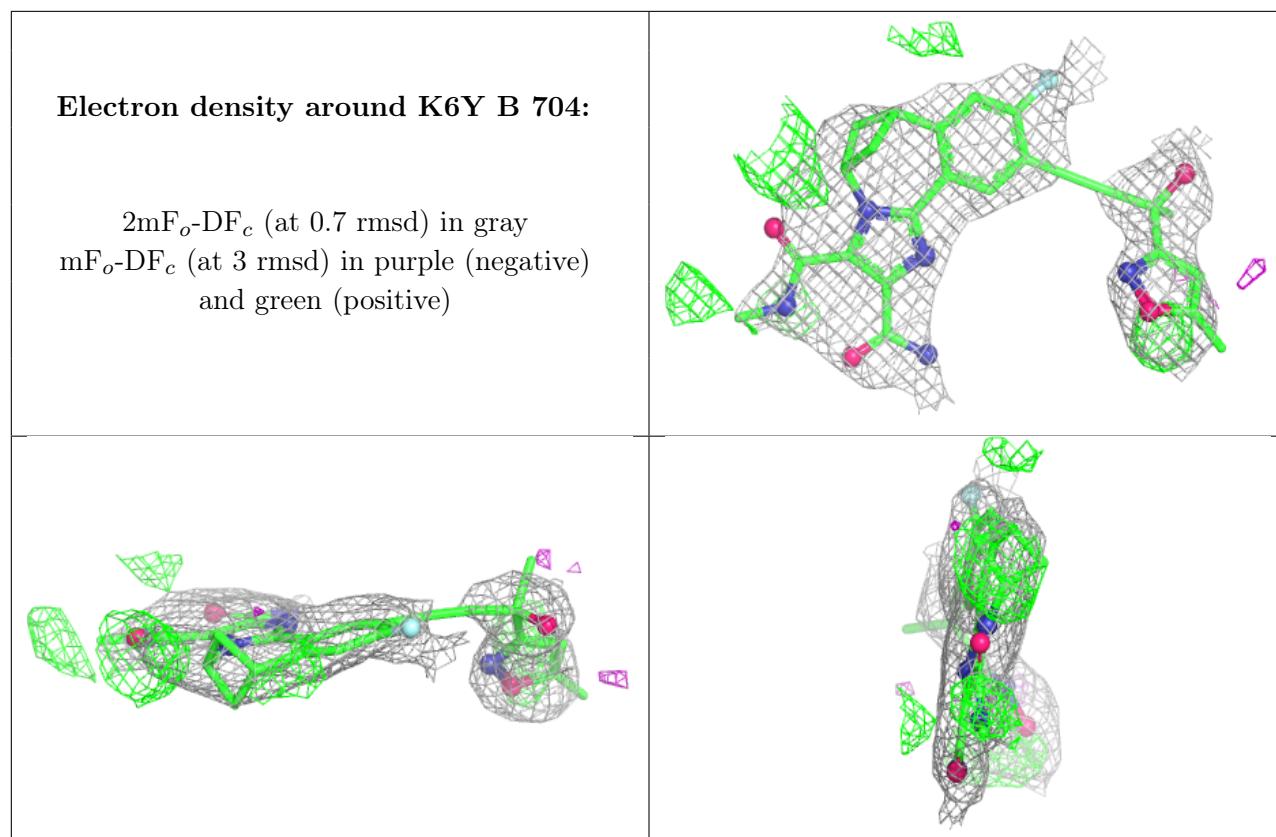 Electron density around K6Y B 704:
2mFo-DFc (at 0.7 rmsd) in gray
mFo-DFc (at 3 rmsd) in purple (negative)
and green (positive)